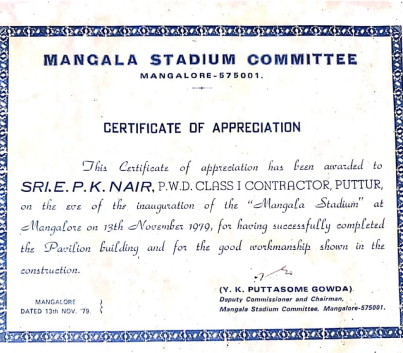 MANGALA STADIUM COMMITTEE
MANGALORE-575001.
CERTIFICATE OF APPRECIATION
This Certificate of appreciation has been awarded to
SRI.E.P.K.NAIR, P.W.D. CLASS I CONTRACTOR, PUTTUR,
on the eve of the inauguration of the “Mangala Stadium” at
Mangalore on 13th November 1979, for having successfully completed
the Pavilion building and for the good workmanship shown in the
construction.
(Y. K. PUTTASOME GOWDA)
Deputy Commissioner and Chairman,
Mangala Stadium Committee, Mangalore-575001.
MANGALORE
DATED 13th NOV. '79.